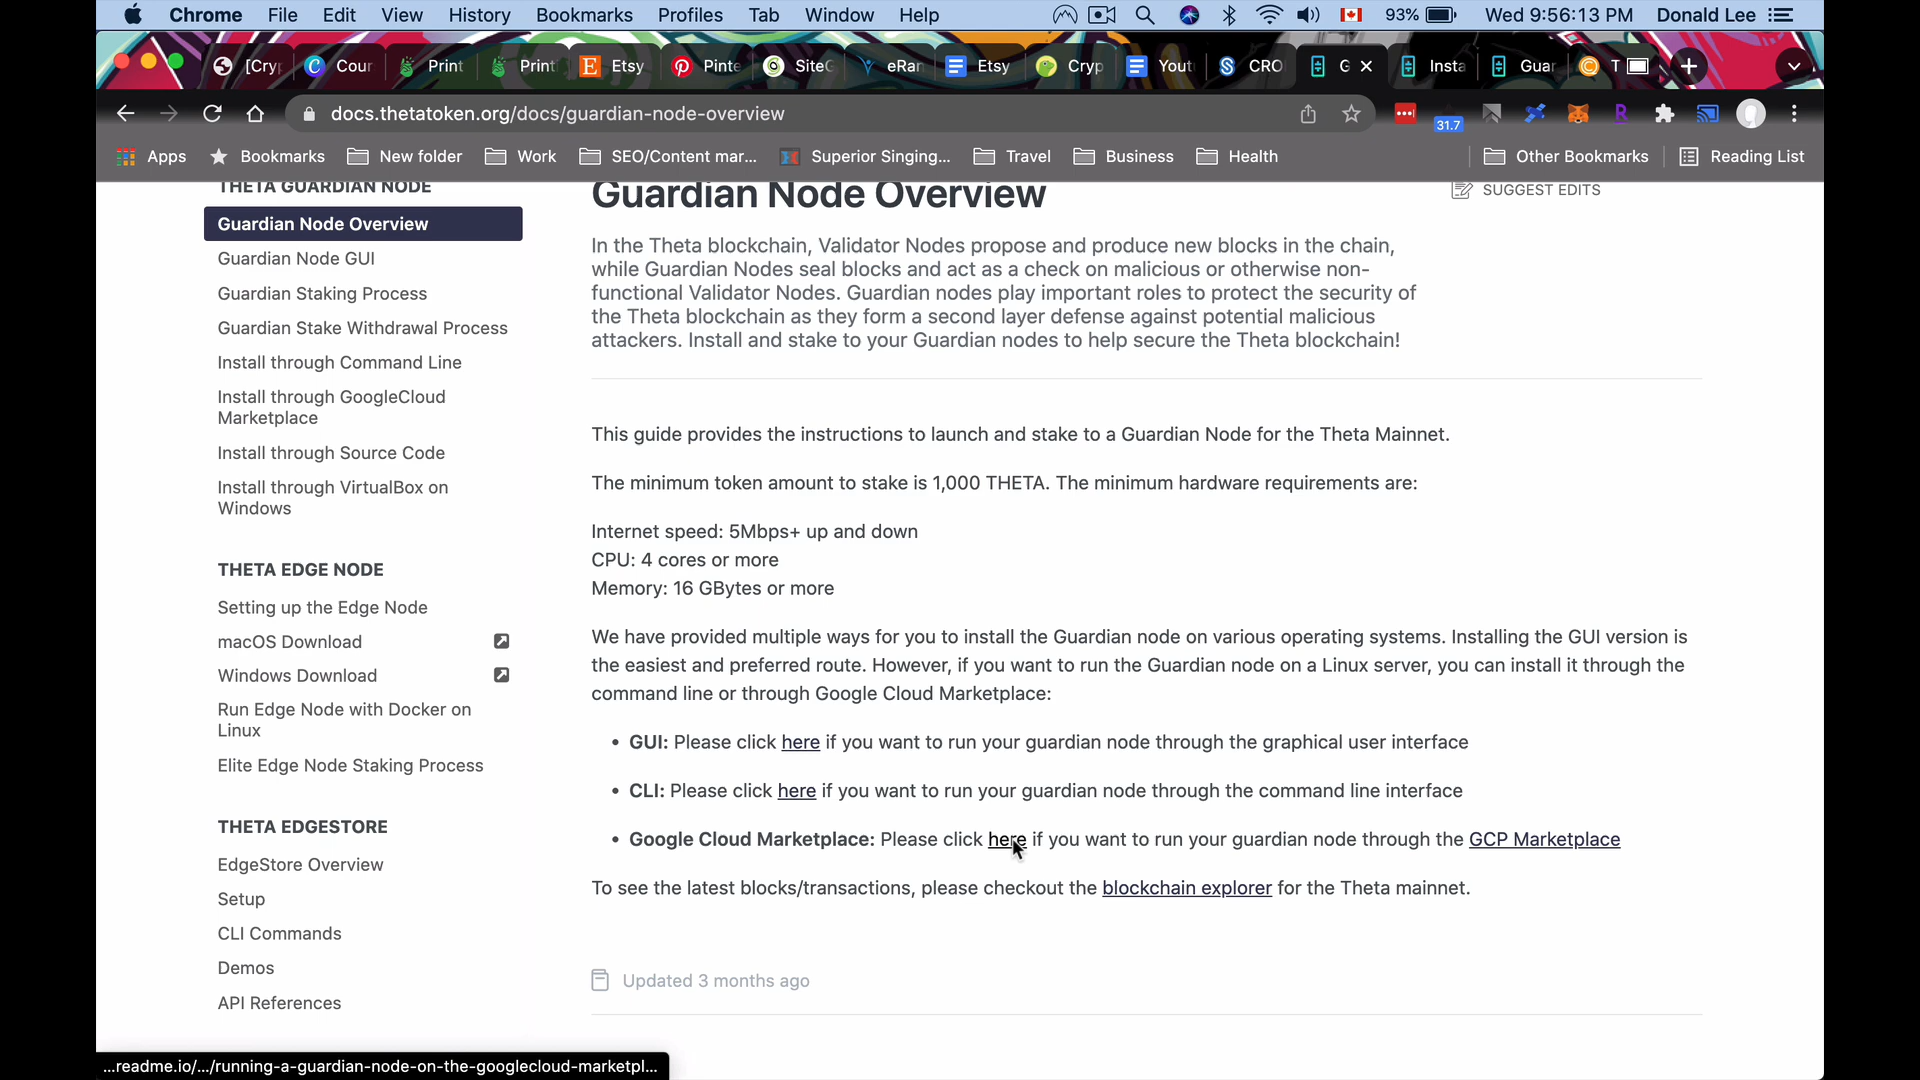 Chrome File Edit View History Bookmarks Profiles Tab Window Help 93% Wed 9:56:13 PM Donald Lee
[Cry Cour Print Print Etsy Pinte SiteG eRar Etsy Cryp Yout CRO G Insta Guar T
docs.thetatoken.org/docs/guardian-node-overview 31.7
Apps Bookmarks New folder Work SEO/Content mar... Superior Singing... Travel Business Health Other Bookmarks Reading List
THETA GUARDIAN NODE
Guardian Node Overview
Guardian Node GUI
Guardian Staking Process
Guardian Stake Withdrawal Process
Install through Command Line
Install through GoogleCloud
Marketplace
Install through Source Code
Install through VirtualBox on
Windows
THETA EDGE NODE
Setting up the Edge Node
macOS Download
Windows Download
Run Edge Node with Docker on
Linux
Elite Edge Node Staking Process
THETA EDGESTORE
EdgeStore Overview
Setup
CLI Commands
Demos
API References
Guardian Node Overview
SUGGEST EDITS
In the Theta blockchain, Validator Nodes propose and produce new blocks in the chain,
while Guardian Nodes seal blocks and act as a check on malicious or otherwise non-
functional Validator Nodes. Guardian nodes play important roles to protect the security of
the Theta blockchain as they form a second layer defense against potential malicious
attackers. Install and stake to your Guardian nodes to help secure the Theta blockchain!
This guide provides the instructions to launch and stake to a Guardian Node for the Theta Mainnet.
The minimum token amount to stake is 1,000 THETA. The minimum hardware requirements are:
Internet speed: 5Mbps+ up and down
CPU: 4 cores or more
Memory: 16 GBytes or more
We have provided multiple ways for you to install the Guardian node on various operating systems. Installing the GUI version is
the easiest and preferred route. However, if you want to run the Guardian node on a Linux server, you can install it through the
command line or through Google Cloud Marketplace:
• GUI: Please click here if you want to run your guardian node through the graphical user interface
• CLI: Please click here if you want to run your guardian node through the command line interface
• Google Cloud Marketplace: Please click here if you want to run your guardian node through the GCP Marketplace
To see the latest blocks/transactions, please checkout the blockchain explorer for the Theta mainnet.
Updated 3 months ago
...readme.io/.../running-a-guardian-node-on-the-googlecloud-marketpl...